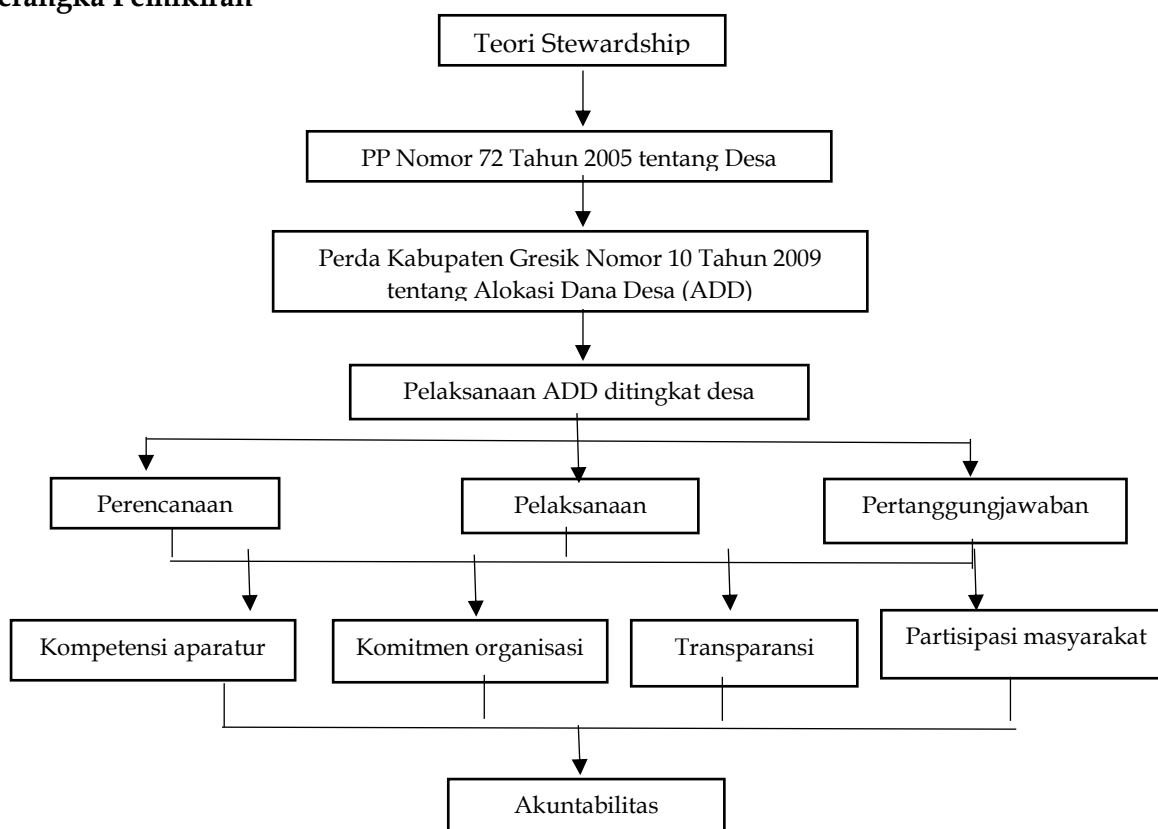 erangka Pemikiran
Teori Stewardship
PP Nomor 72 Tahun 2005 tentang Desa
Perda Kabupaten Gresik Nomor 10 Tahun 2009
tentang Alokasi Dana Desa (ADD)
Pelaksanaan ADD ditingkat desa
Perencanaan
Pelaksanaan
Pertanggungjawaban
Kompetensi aparatur
Komitmen organisasi
Transparansi
Partisipasi masyarakat
Akuntabilitas